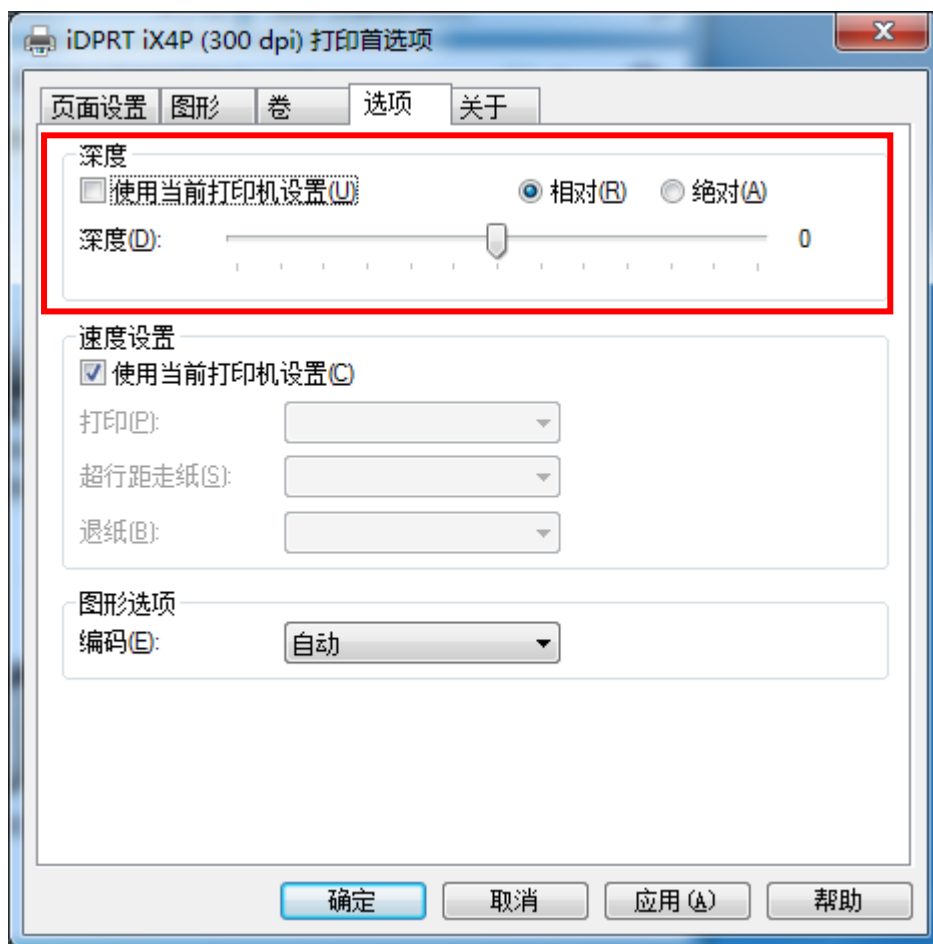 iDPRT iX4P (300 dpi) 打印首选项
页面设置 图形 卷 选项 关于
深度
使用当前打印机设置(U) 相对(R) 绝对(A)
深度(D): 0
速度设置
使用当前打印机设置(C)
打印(P):
超行距走纸(S):
退纸(B):
图形选项
编码(E): 自动
确定 取消 应用(A) 帮助